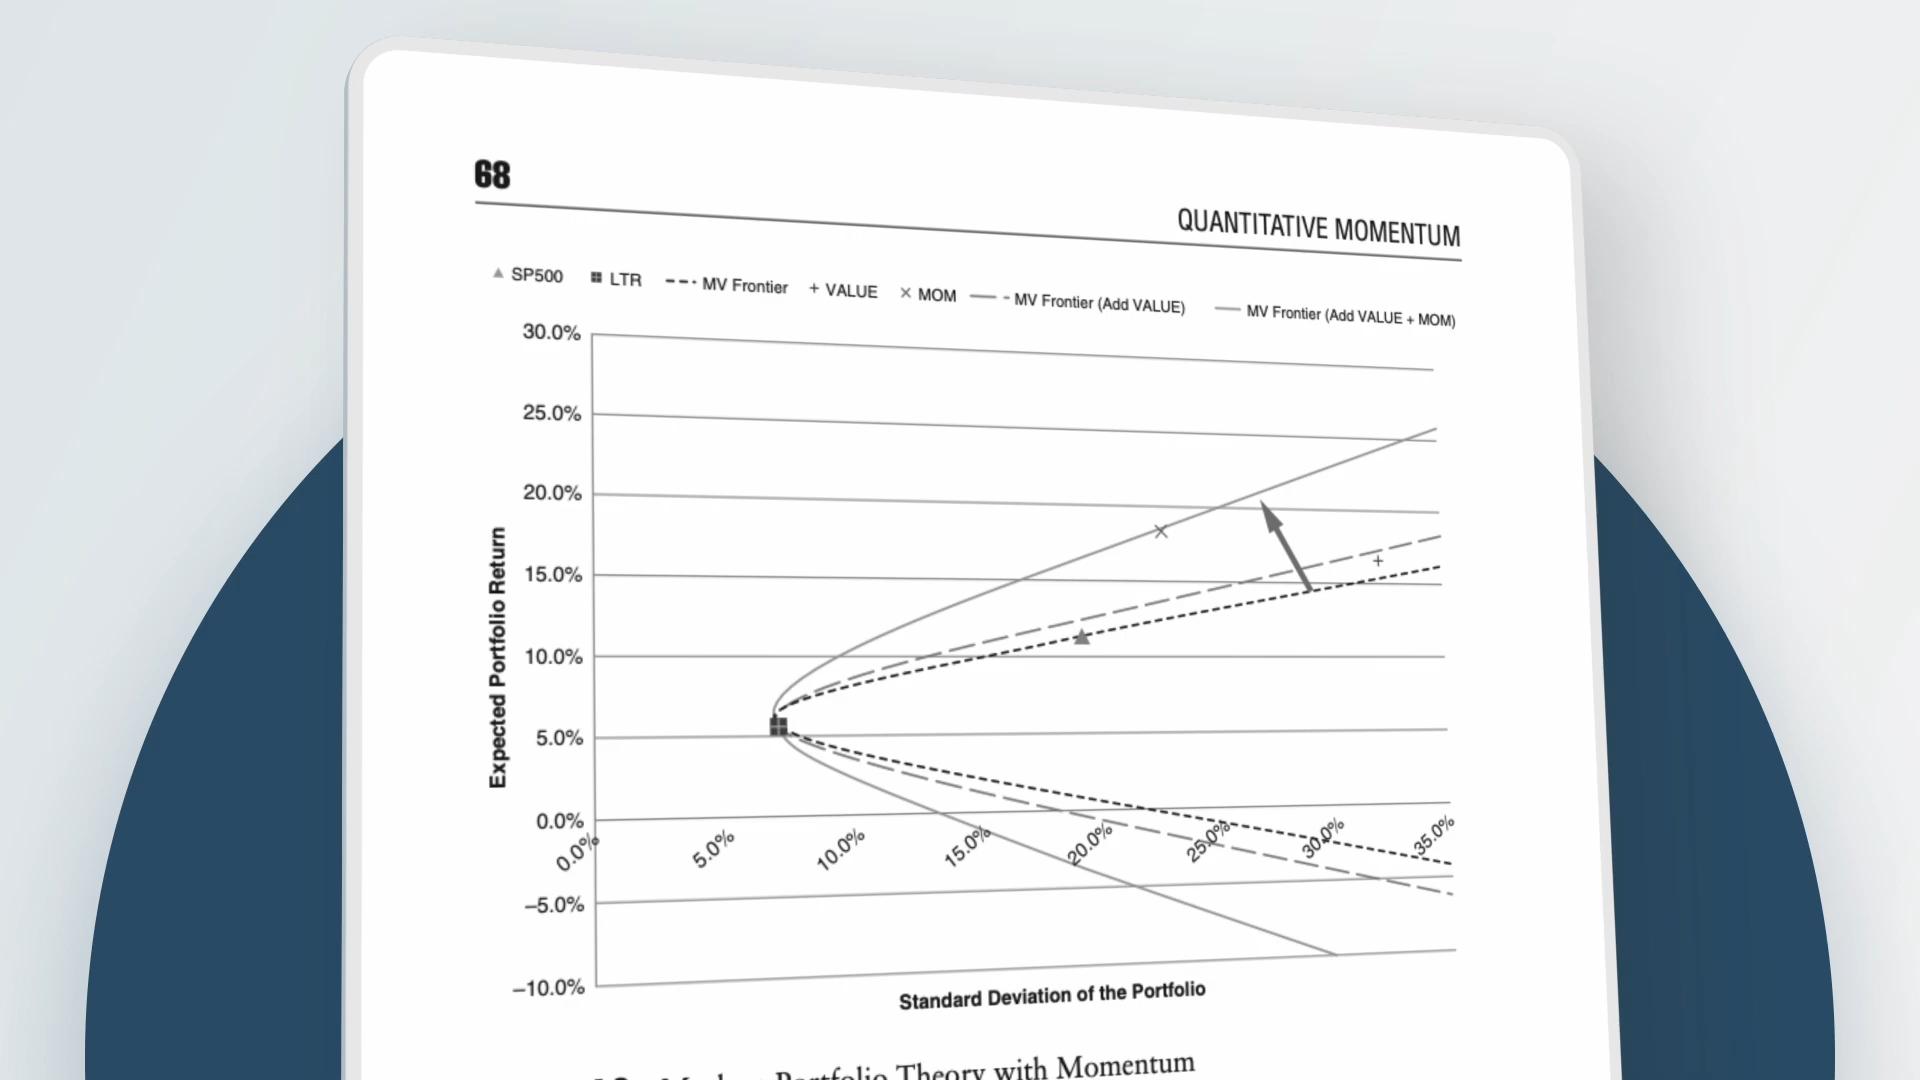 68
QUANTITATIVE MOMENTUM
SP500 LTR MV Frontier + VALUE × MOM MV Frontier (Add VALUE) MV Frontier (Add VALUE + MOM)
30.0%
25.0%
20.0%
15.0%
10.0%
5.0%
0.0%
–5.0%
–10.0%
Expected Portfolio Return
0.0% 5.0% 10.0% 15.0% 20.0% 25.0% 30.0% 35.0%
Standard Deviation of the Portfolio
Portfolio Theory with Momentum